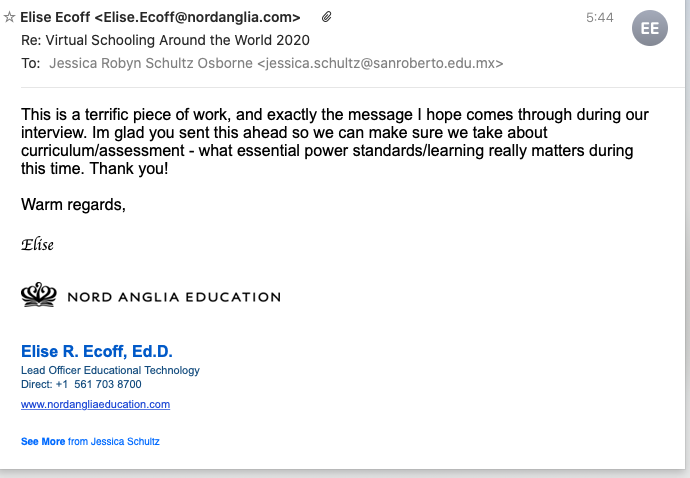 Elise Ecoff <Elise.Ecoff@nordanglia.com> 5:44
EE
Re: Virtual Schooling Around the World 2020
To: Jessica Robyn Schultz Osborne <jessica.schultz@sanroberto.edu.mx>
This is a terrific piece of work, and exactly the message I hope comes through during our
interview. Im glad you sent this ahead so we can make sure we take about
curriculum/assessment - what essential power standards/learning really matters during
this time. Thank you!
Warm regards,
Elise
NORD ANGLIA EDUCATION
Elise R. Ecoff, Ed.D.
Lead Officer Educational Technology
Direct: +1 561 703 8700
www.nordangliaeducation.com
See More from Jessica Schultz